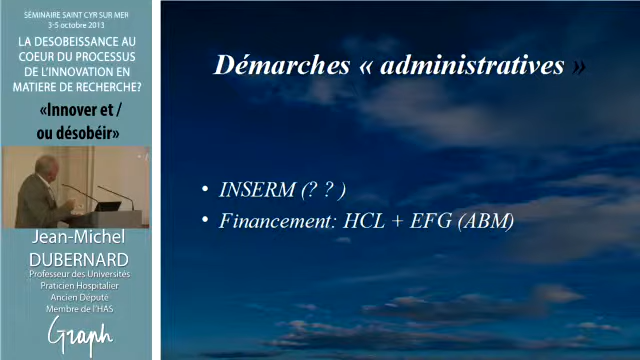 SÉMINAIRE SAINT CYR SUR MER
3-5 octobre 2013
LA DESOBEISSANCE AU
COEUR DU PROCESSUS
DE L'INNOVATION EN
MATIERE DE RECHERCHE?
«Innover et /
ou désobéir»
Jean-Michel
DUBERNARD
Professeur des Universités
Praticien Hospitalier
Ancien Député
Membre de l'HAS
Graph
Démarches « administratives »
• INSERM (? ? )
• Financement: HCL + EFG (ABM)